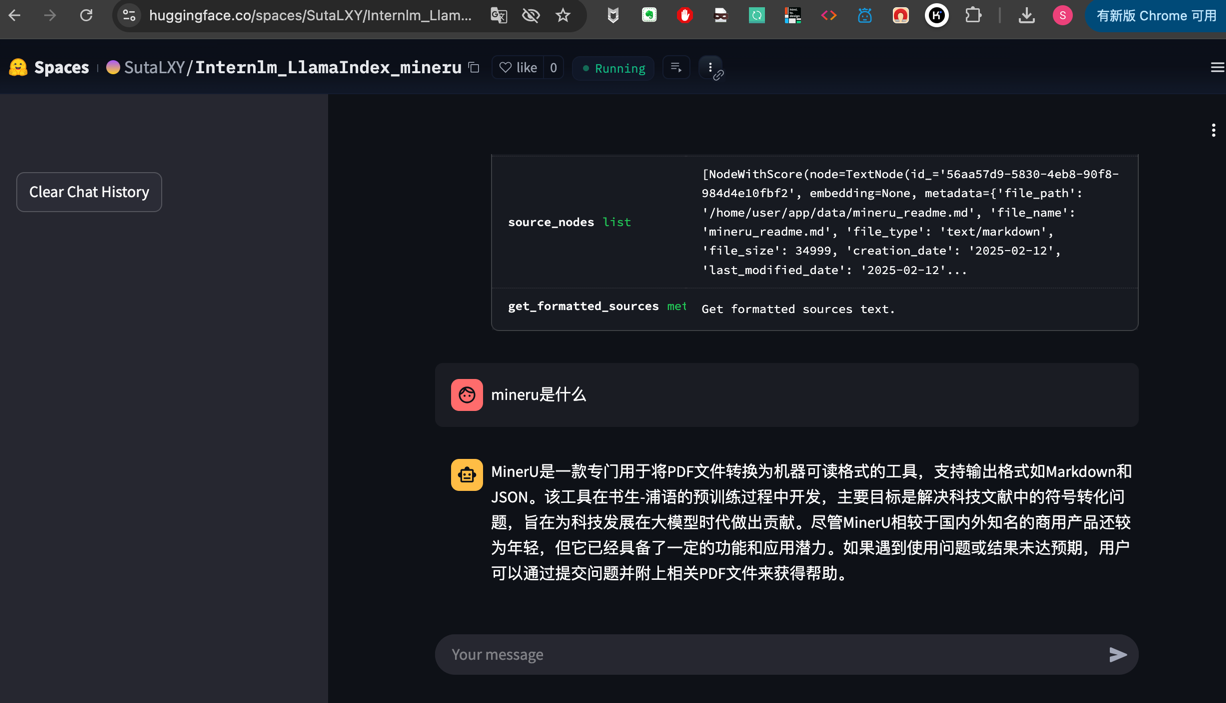 huggingface.co/spaces/SutaLXY/Internlm_Llam...
S
有新版 Chrome 可用
Spaces
SutaLXY/Internlm_LlamaIndex_mineru
like 0
Running
Clear Chat History
source_nodes list
[NodeWithScore(node=TextNode(id_='56aa57d9-5830-4eb8-90f8-
984d4e10fbf2', embedding=None, metadata={'file_path':
'/home/user/app/data/mineru_readme.md', 'file_name':
'mineru_readme.md', 'file_type': 'text/markdown',
'file_size': 34999, 'creation_date': '2025-02-12',
'last_modified_date': '2025-02-12'...
get_formatted_sources met
Get formatted sources text.
mineru是什么
MinerU是一款专门用于将PDF文件转换为机器可读格式的工具，支持输出格式如Markdown和
JSON。该工具在书生-浦语的预训练过程中开发，主要目标是解决科技文献中的符号转化问
题，旨在为科技发展在大模型时代做出贡献。尽管MinerU相较于国内外知名的商用产品还较
为年轻，但它已经具备了一定的功能和应用潜力。如果遇到使用问题或结果未达预期，用户
可以通过提交问题并附上相关PDF文件来获得帮助。
Your message